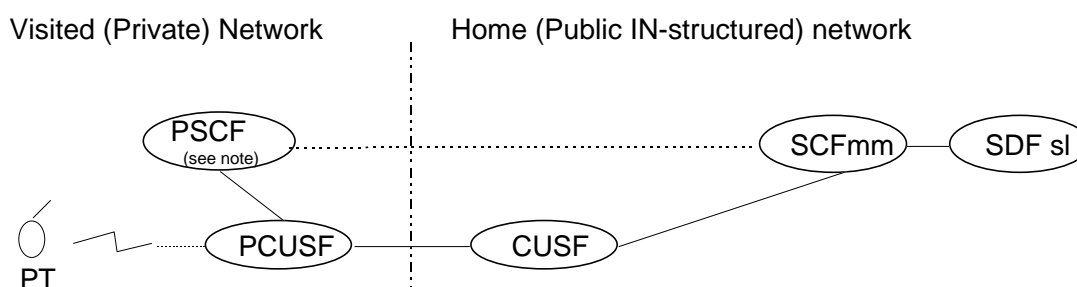 Visited (Private) Network
Home (Public IN-structured) network
PSCF
(see note)
SCFmm
SDF sl
PCUSF
CUSF
PT